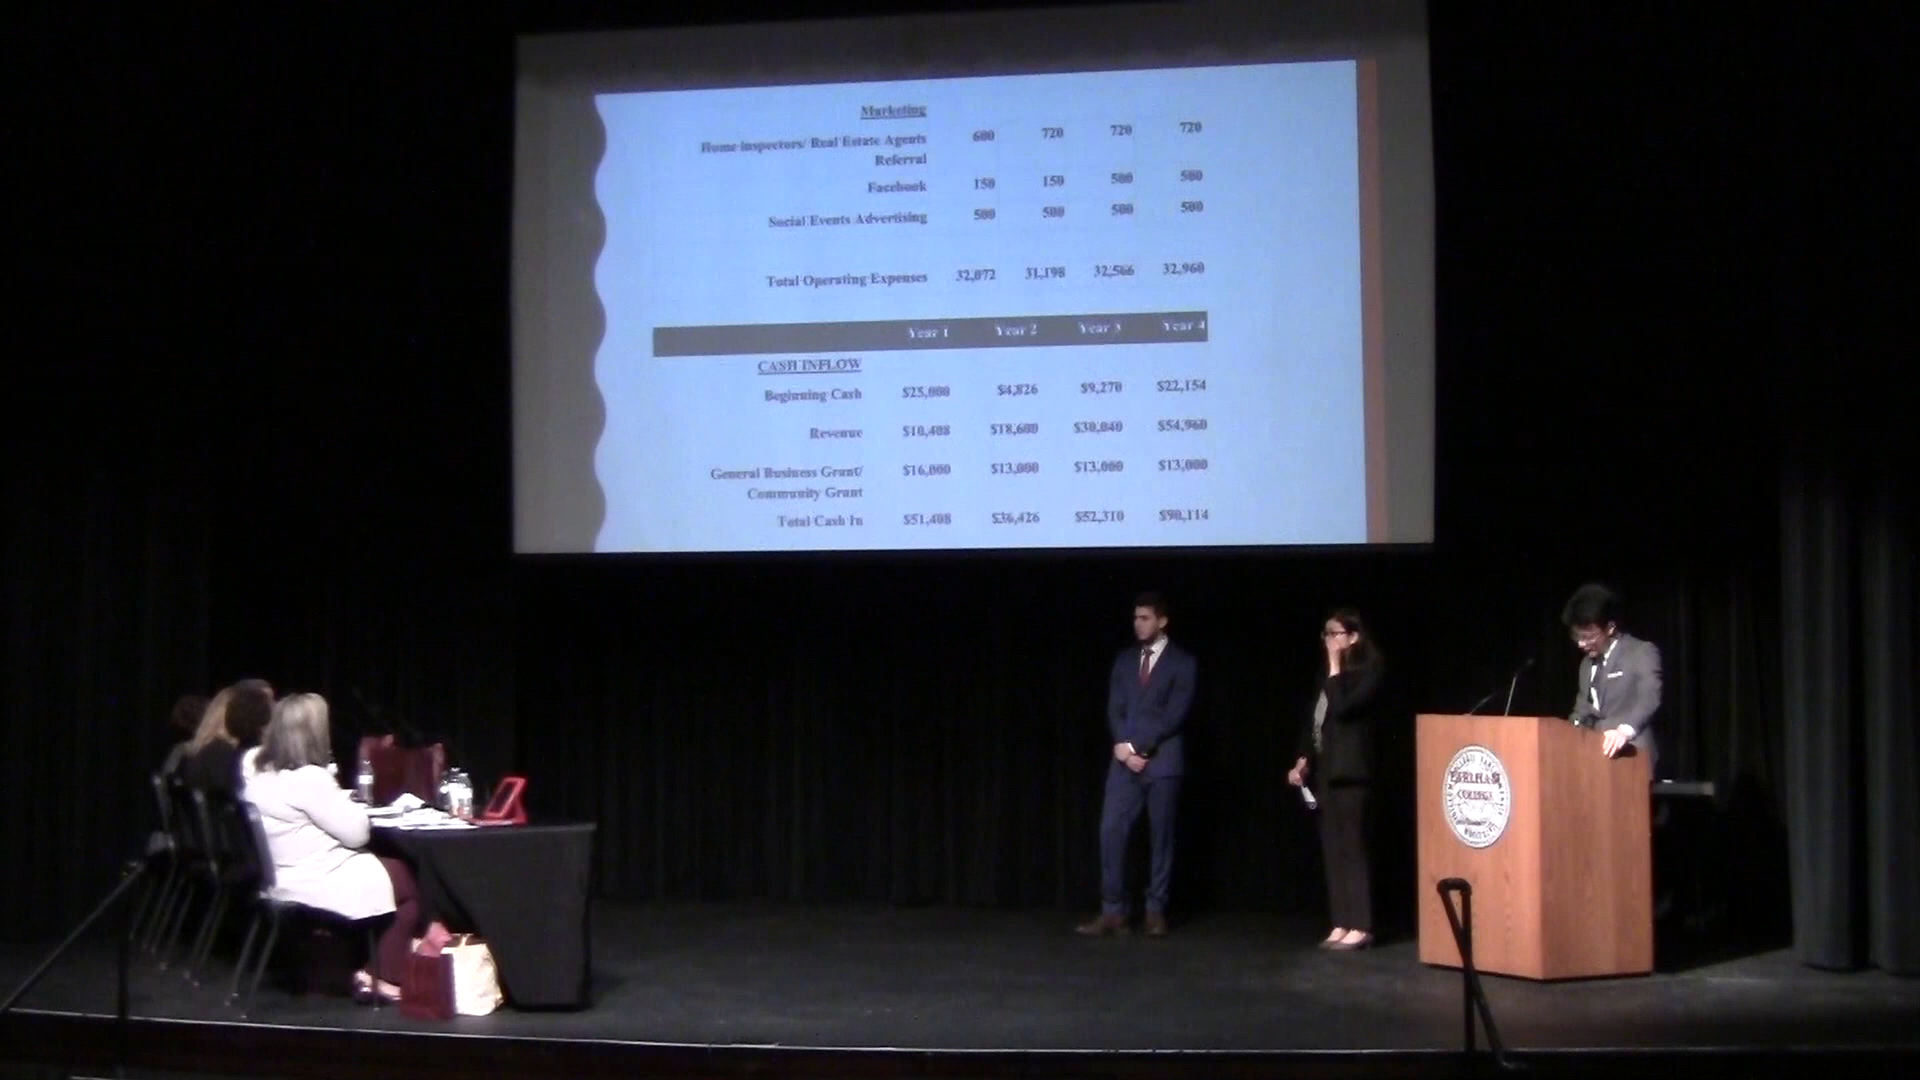 Marketing
Home inspectors/ Real Estate Agents 600 720 720 720
Referral
Facebook 150 150 500 500
Social Events Advertising 500 500 500 500
Total Operating Expenses 32,072 31,198 32,566 32,960
Year 1 Year 2 Year 3 Year 4
CASH INFLOW
Beginning Cash $25,000 $4,826 $9,270 $22,154
Revenue $10,408 $18,600 $30,040 $54,960
General Business Grant/ $16,000 $13,000 $13,000 $13,000
Community Grant
Total Cash In $51,408 $36,426 $52,310 $90,114
COLLEGE